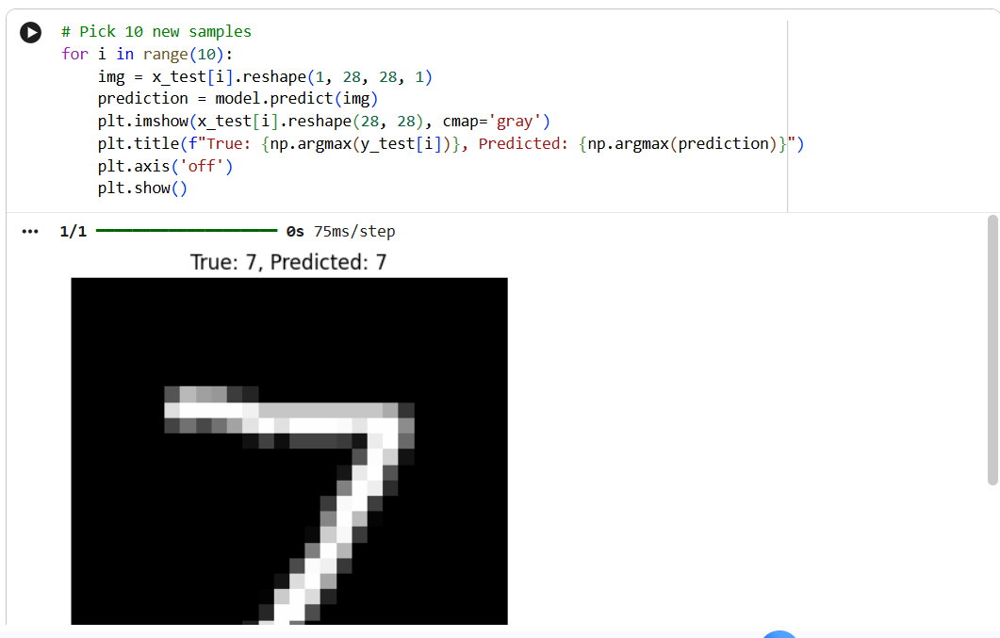 # Pick 10 new samples
for i in range(10):
    img = x_test[i].reshape(1, 28, 28, 1)
    prediction = model.predict(img)
    plt.imshow(x_test[i].reshape(28, 28), cmap='gray')
    plt.title(f"True: {np.argmax(y_test[i])}, Predicted: {np.argmax(prediction)}")
    plt.axis('off')
    plt.show()
1/1 0s 75ms/step
True: 7, Predicted: 7
7